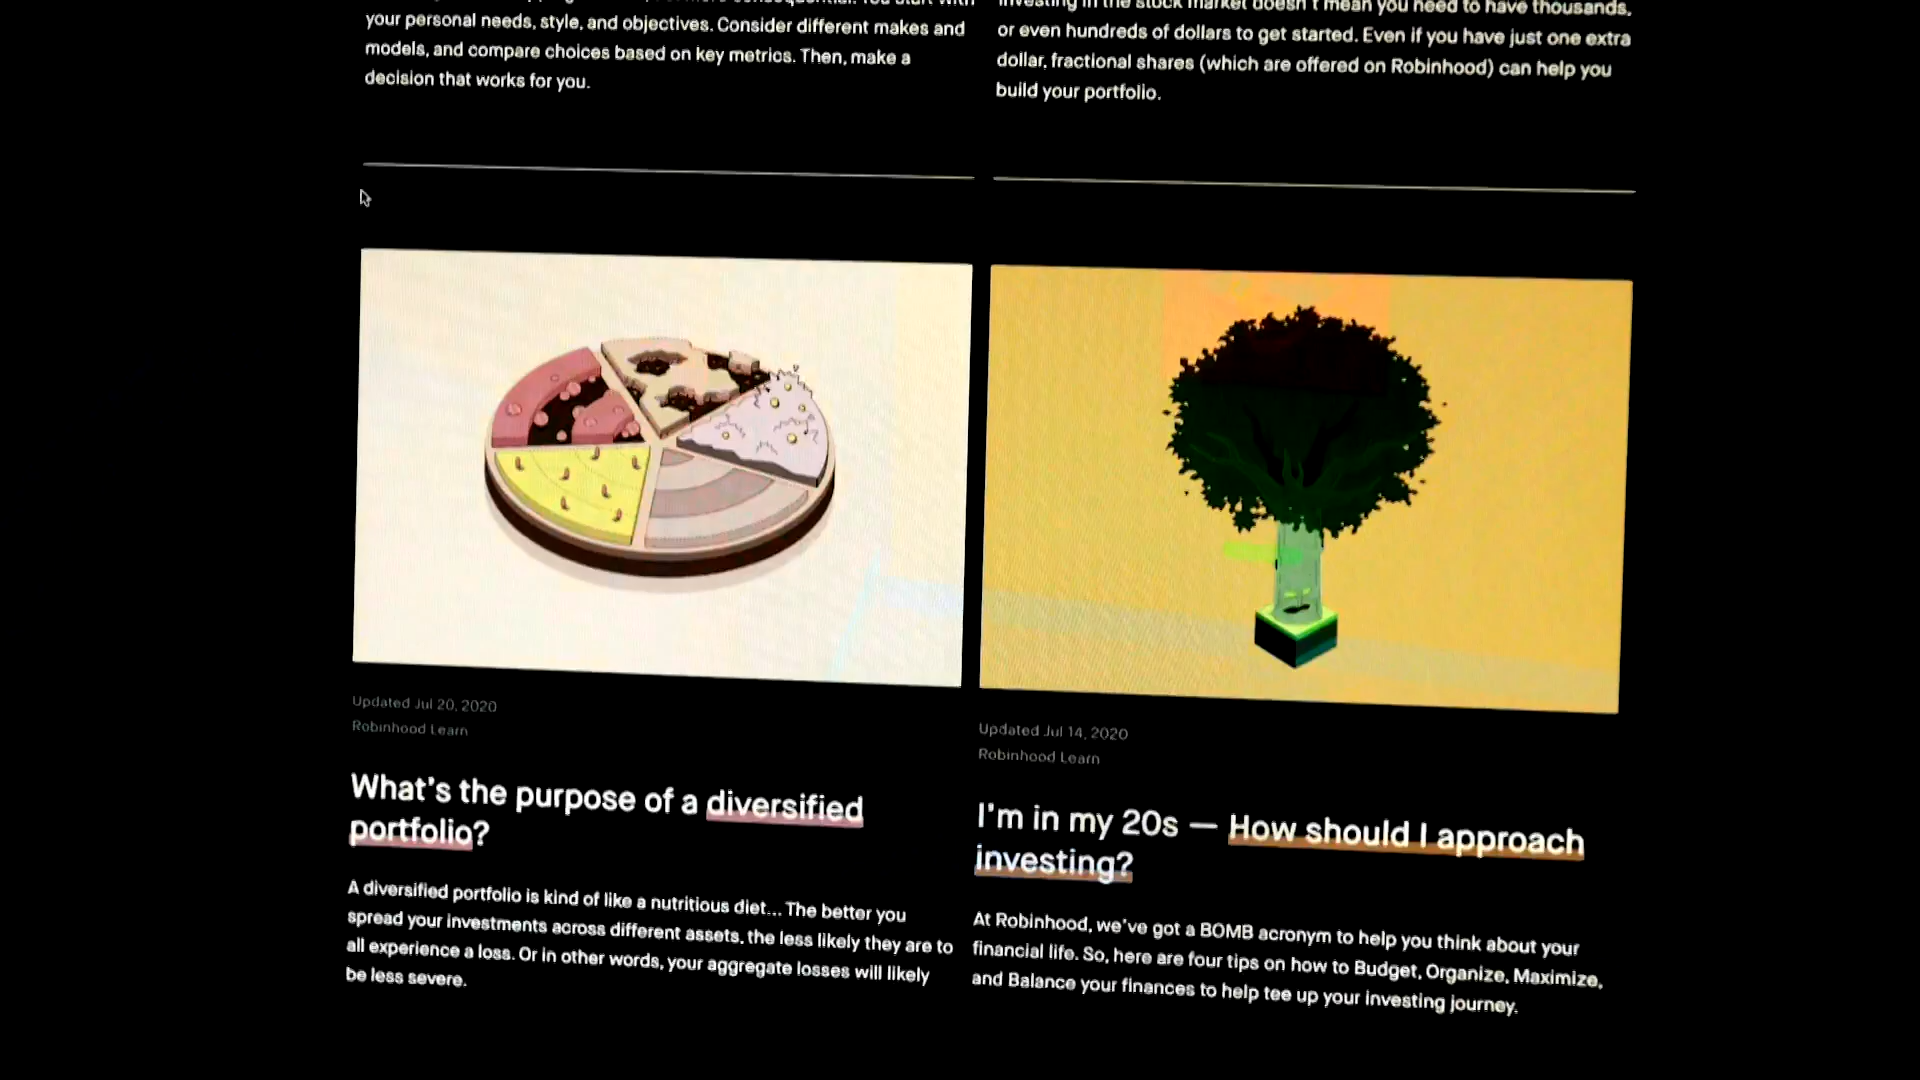 your personal needs, style, and objectives. Consider different makes and
models, and compare choices based on key metrics. Then, make a
decision that works for you.
investing in the stock market doesn't mean you need to have thousands,
or even hundreds of dollars to get started. Even if you have just one extra
dollar, fractional shares (which are offered on Robinhood) can help you
build your portfolio.
Updated Jul 20, 2020
Robinhood Learn
What's the purpose of a diversified
portfolio?
A diversified portfolio is kind of like a nutritious diet... The better you
spread your investments across different assets, the less likely they are to
all experience a loss. Or in other words, your aggregate losses will likely
be less severe.
Updated Jul 14, 2020
Robinhood Learn
I'm in my 20s — How should I approach
investing?
At Robinhood, we've got a BOMB acronym to help you think about your
financial life. So, here are four tips on how to Budget, Organize, Maximize,
and Balance your finances to help tee up your investing journey.